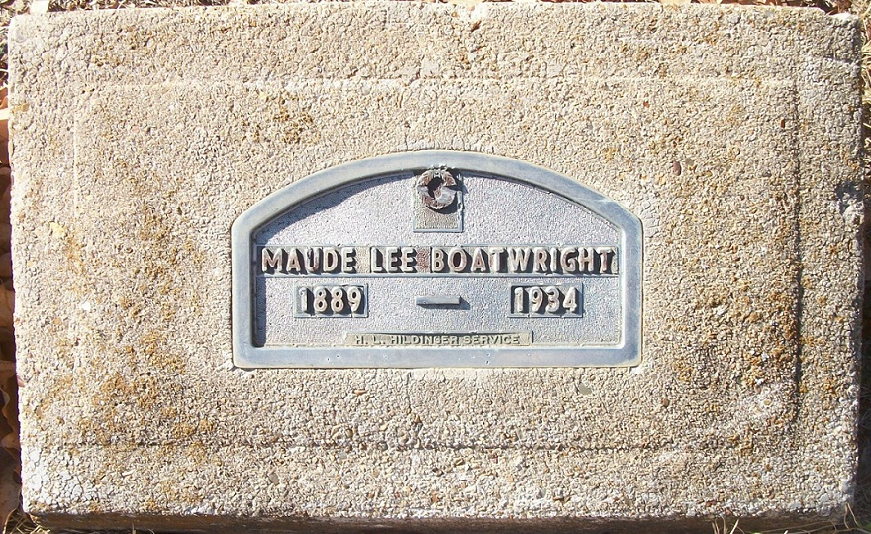 MAUDE LEE BOATWRIGHT
1889 — 1934
H. L. HILDINGER SERVICE